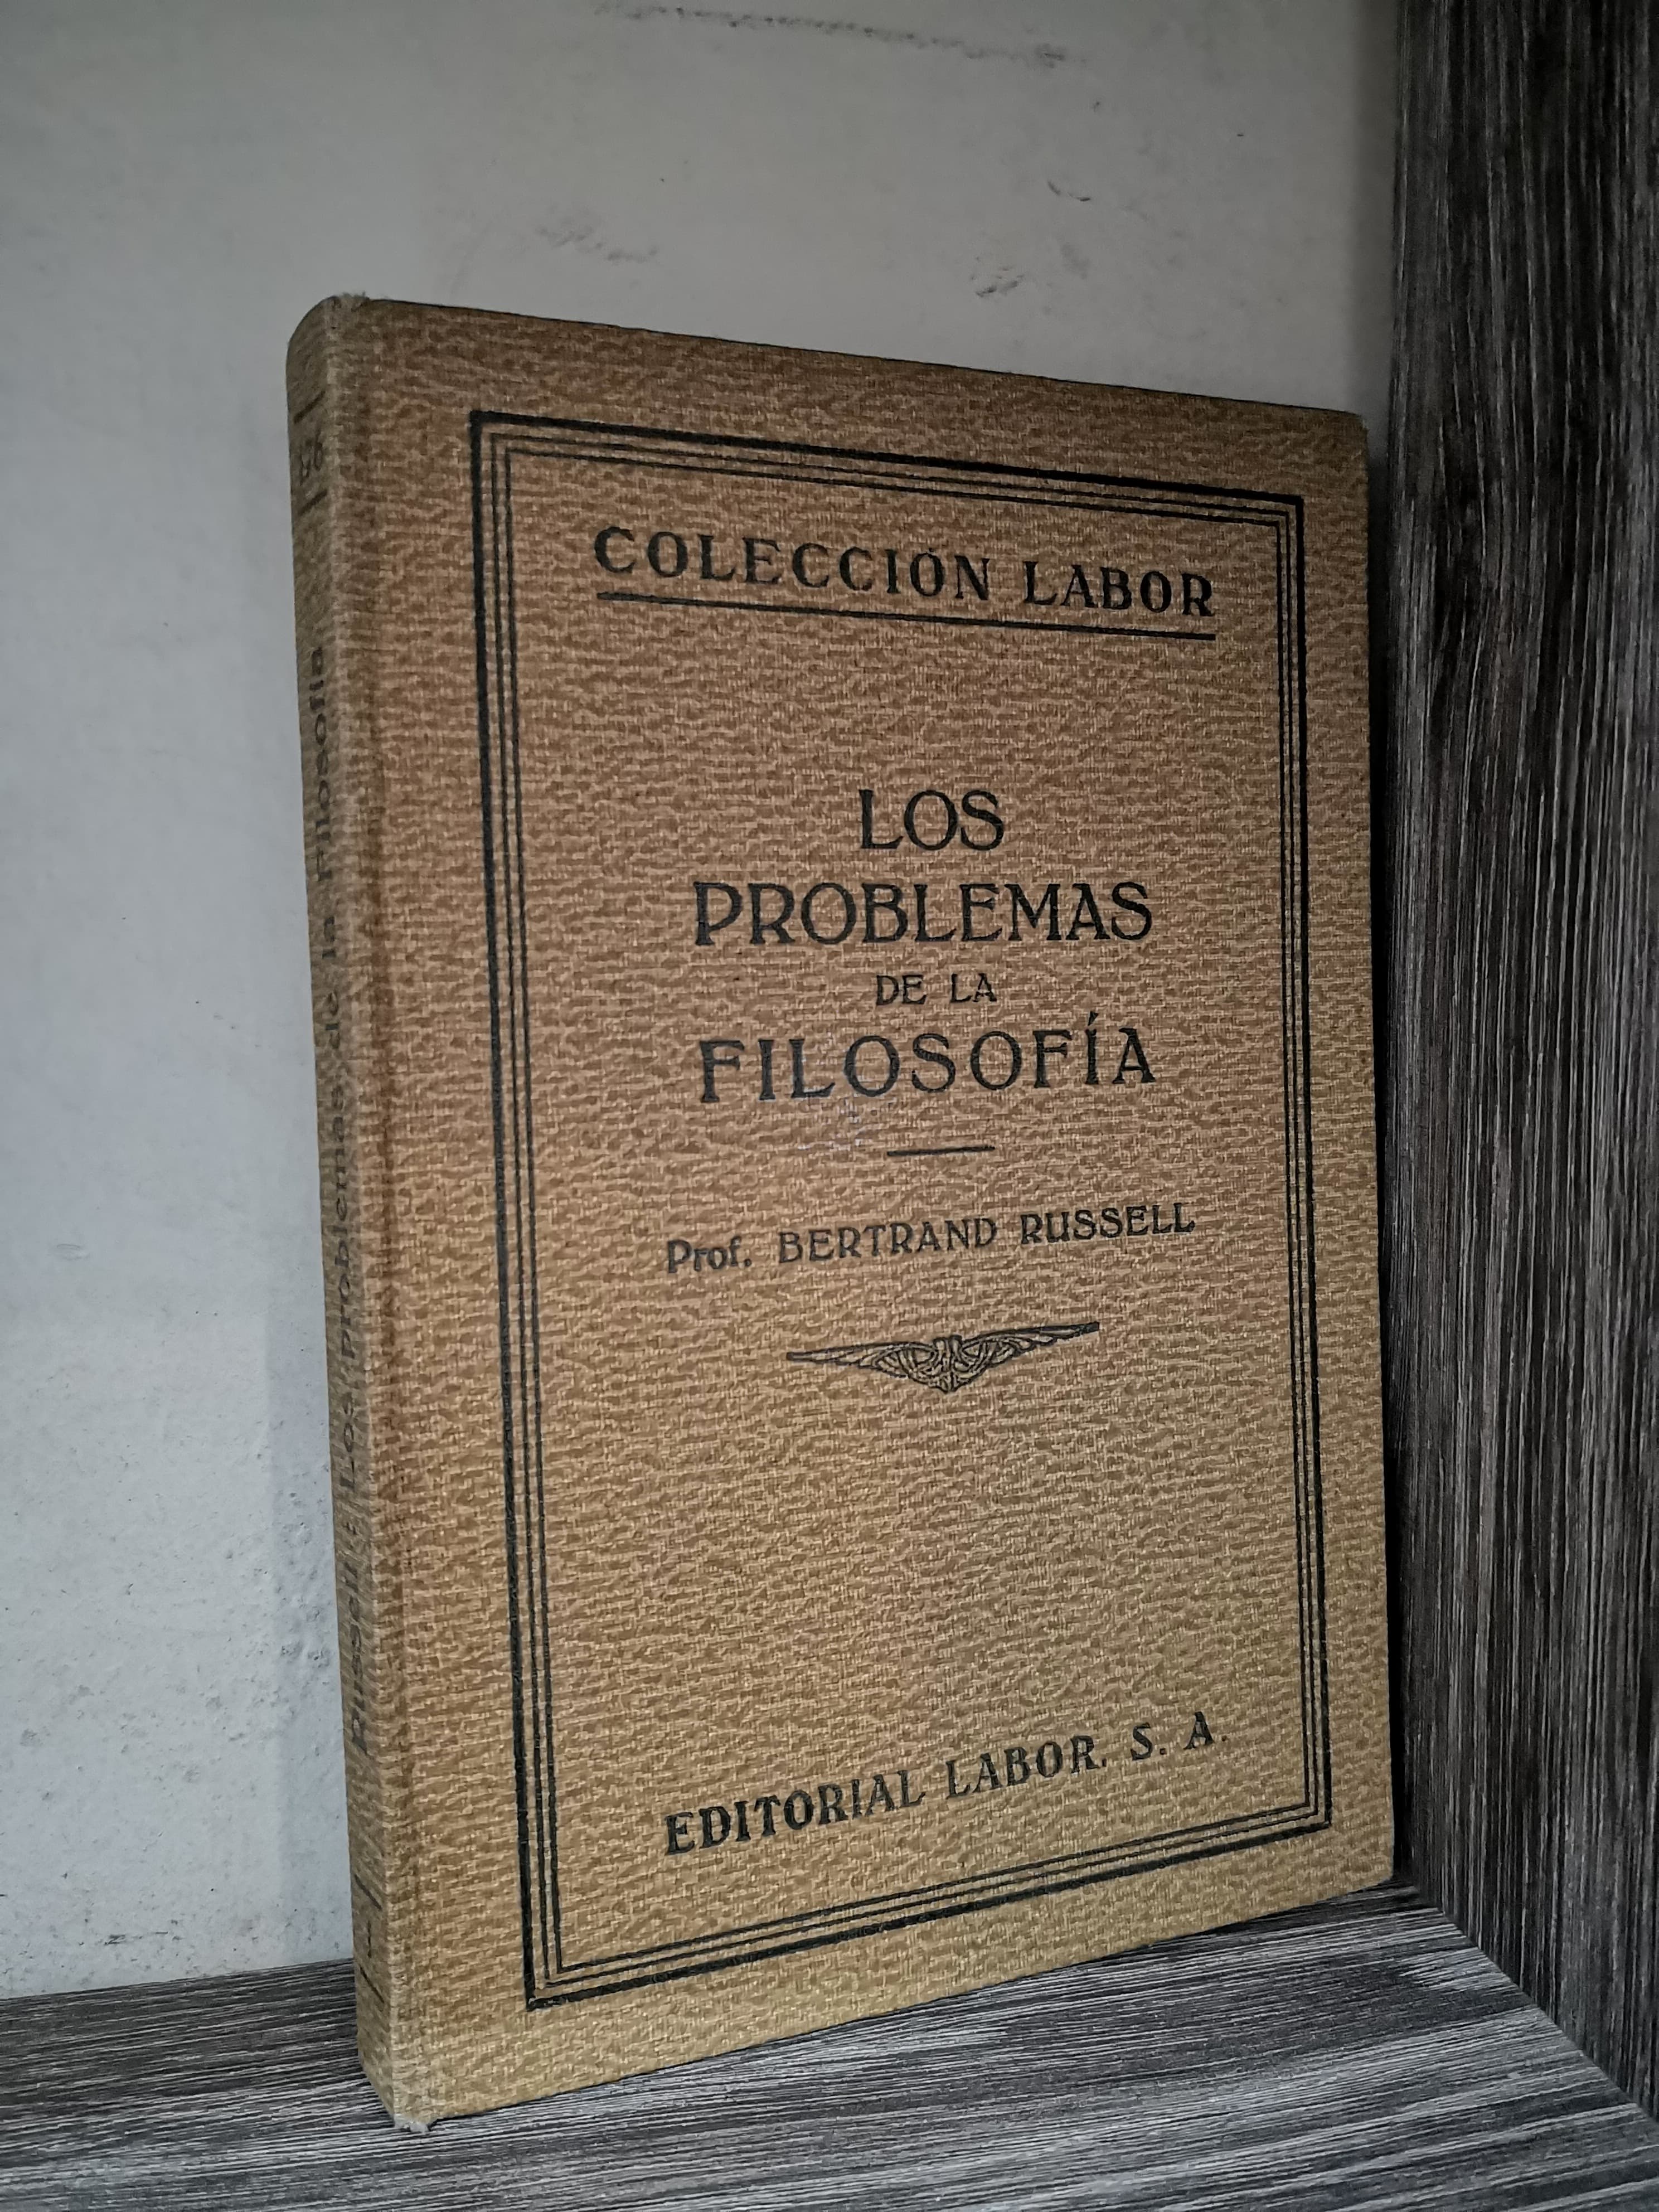 COLECCIÓN LABOR
LOS
PROBLEMAS
DE LA
FILOSOFÍA
Prof. BERTRAND RUSSELL
EDITORIAL LABOR, S. A.
Russell: Los Problemas de la Filosofía